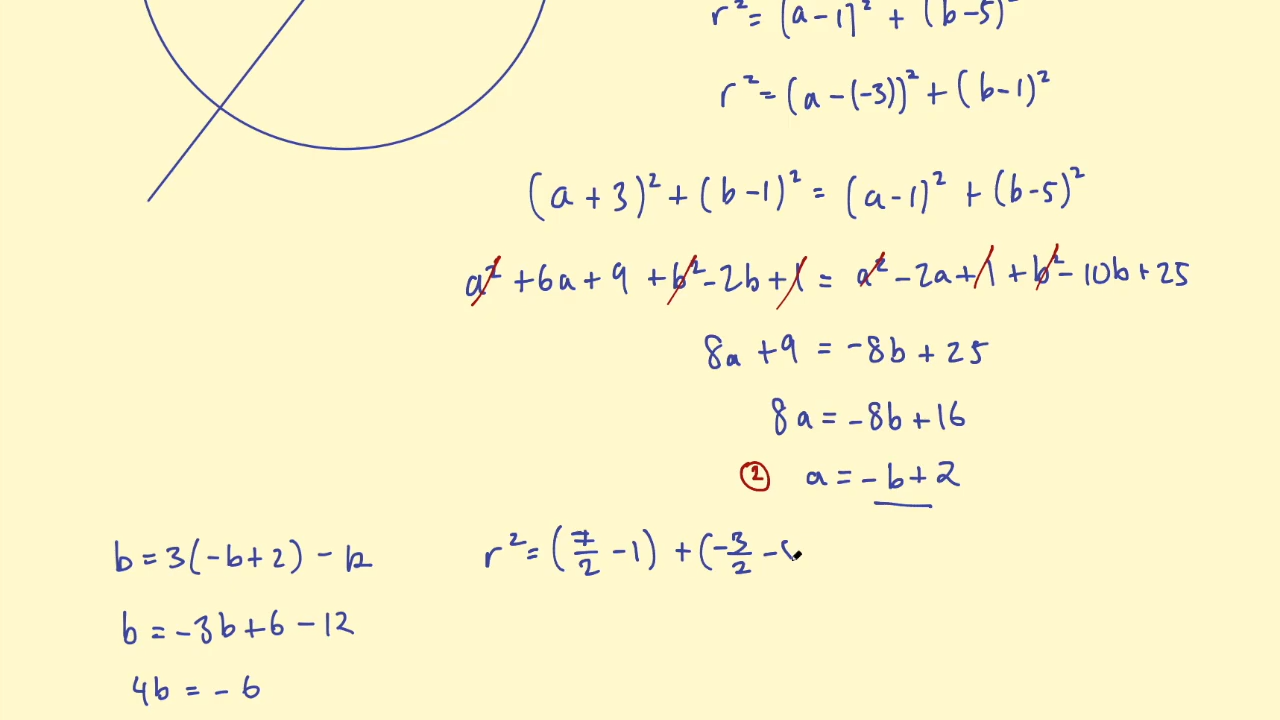 r² = (a - 1)² + (b - 5)²
r² = (a - (-3))² + (b - 1)²
(a + 3)² + (b - 1)² = (a - 1)² + (b - 5)²
a² + 6a + 9 + b² - 2b + 1 = a² - 2a + 1 + b² - 10b + 25
8a + 9 = -8b + 25
8a = -8b + 16
② a = -b + 2
b = 3(-b + 2) - 12
b = -3b + 6 - 12
4b = -6
r² = (7/2 - 1) + (-3/2 -